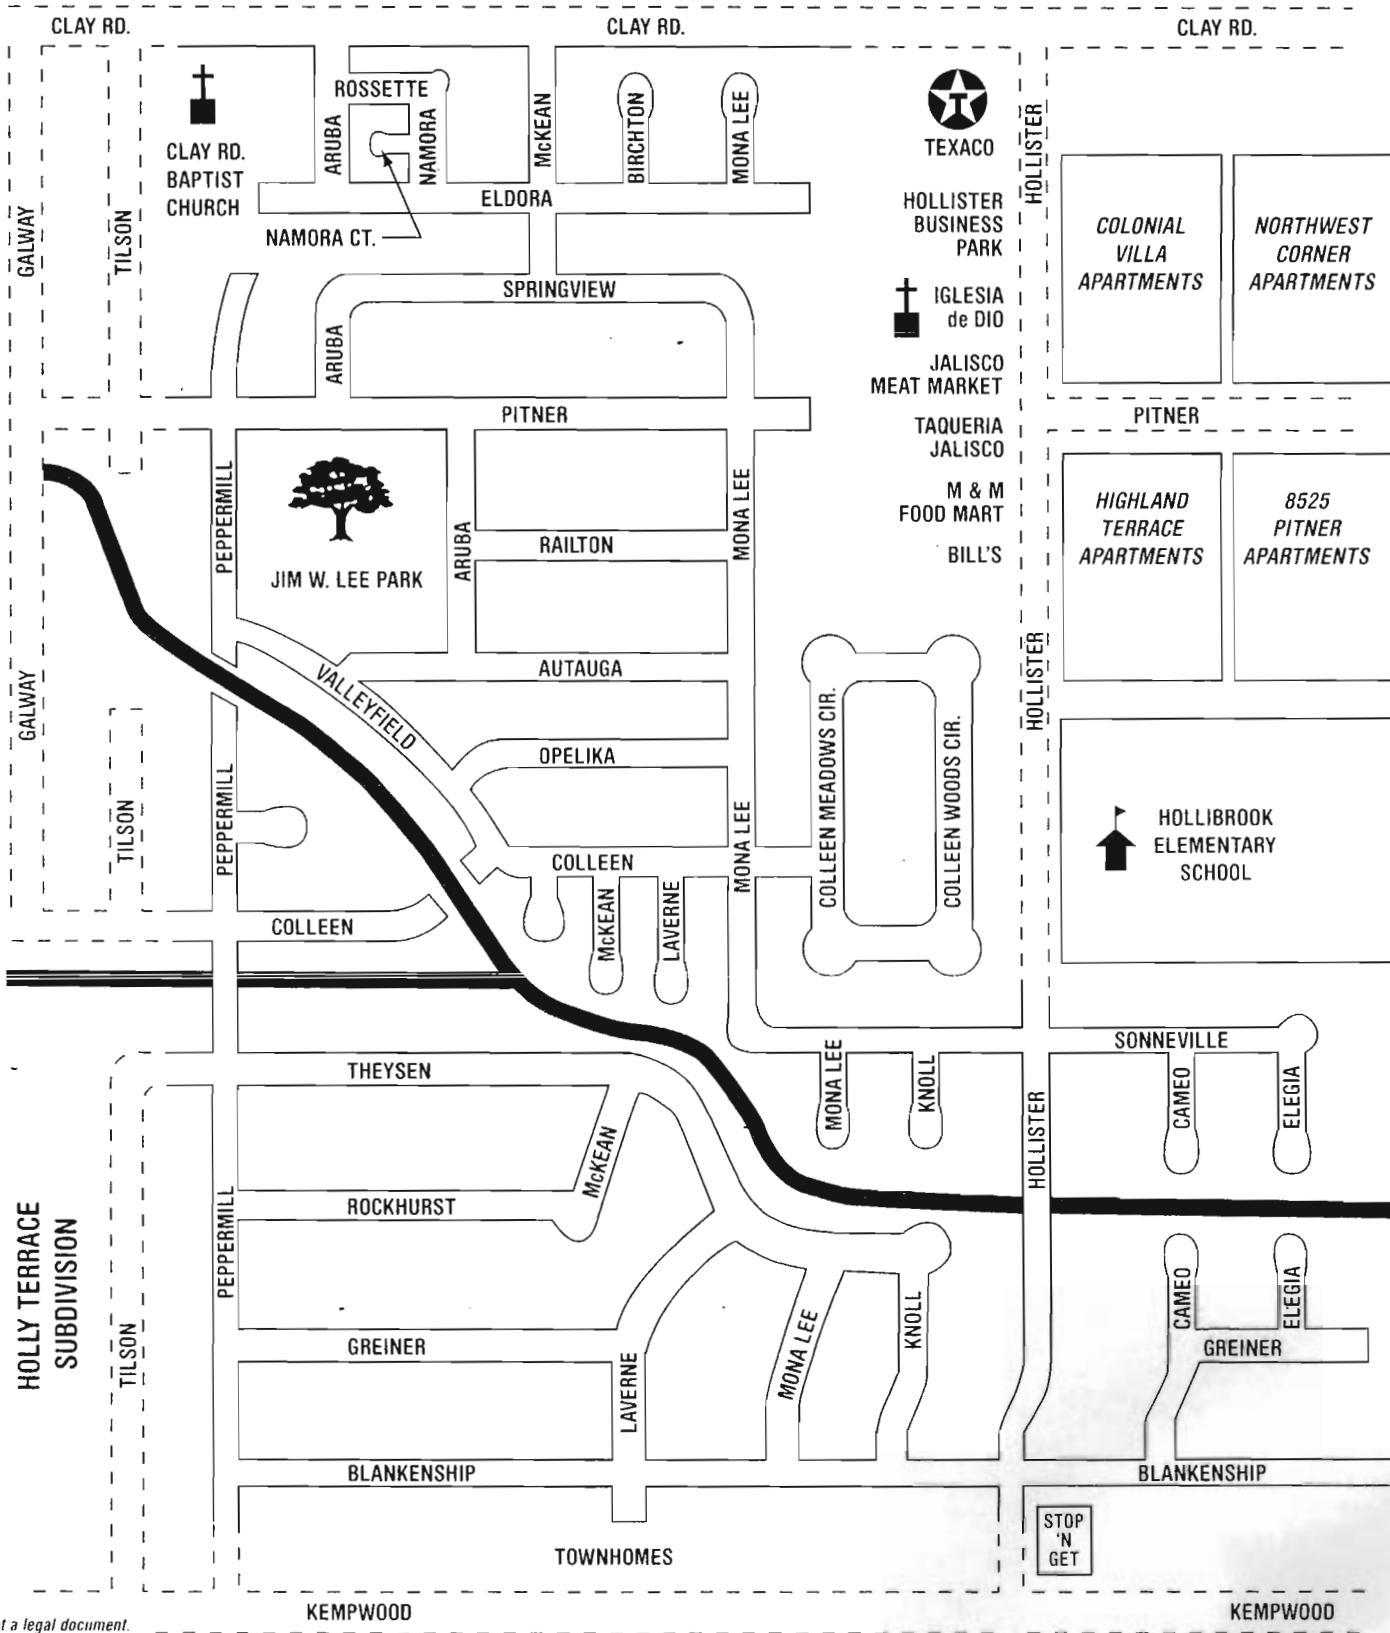 CLAY RD.
CLAY RD.
CLAY RD.
ROSSETTE
ARUBA
NAMORA
McKEAN
BIRCHTON
MONA LEE
CLAY RD.
BAPTIST
CHURCH
ELDORA
NAMORA CT.
GALWAY
TILSON
T
TEXACO
HOLLISTER
HOLLISTER
BUSINESS
PARK
IGLESIA
de DIO
JALISCO
MEAT MARKET
TAQUERIA
JALISCO
M & M
FOOD MART
BILL'S
COLONIAL
VILLA
APARTMENTS
NORTHWEST
CORNER
APARTMENTS
SPRINGVIEW
ARUBA
PITNER
PITNER
PEPPERMILL
JIM W. LEE PARK
ARUBA
RAILTON
MONA LEE
HIGHLAND
TERRACE
APARTMENTS
8525
PITNER
APARTMENTS
HOLLISTER
GALWAY
VALLEYFIELD
AUTAUGA
OPELIKA
COLLEEN MEADOWS CIR.
COLLEEN WOODS CIR.
TILSON
PEPPERMILL
MONA LEE
COLLEEN
McKEAN
LAVERNE
HOLLIBROOK
ELEMENTARY
SCHOOL
COLLEEN
SONNEVILLE
THEYSEN
MONA LEE
KNOLL
HOLLISTER
CAMEO
ELEGIA
McKEAN
ROCKHURST
PEPPERMILL
HOLLY TERRACE
SUBDIVISION
TILSON
GREINER
LAVERNE
MONA LEE
KNOLL
CAMEO
ELEGIA
GREINER
BLANKENSHIP
BLANKENSHIP
STOP
'N
GET
TOWNHOMES
KEMPWOOD
KEMPWOOD
t a legal document.